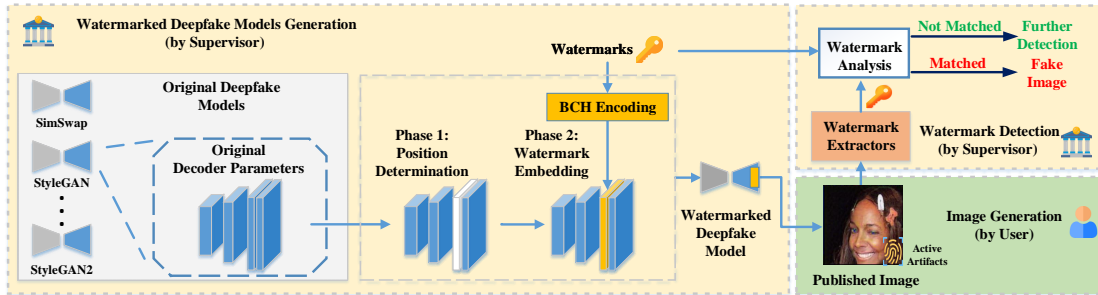 Watermarked Deepfake Models Generation
(by Supervisor)
Original Deepfake
Models
SimSwap
StyleGAN
StyleGAN2
Original
Decoder Parameters
Phase 1:
Position
Determination
Watermarks
BCH Encoding
Phase 2:
Watermark
Embedding
Watermarked
Deepfake
Model
Watermark
Analysis
Not Matched
Further
Detection
Matched
Fake
Image
Watermark
Extractors
Watermark Detection
(by Supervisor)
Image Generation
(by User)
Active
Artifacts
Published Image